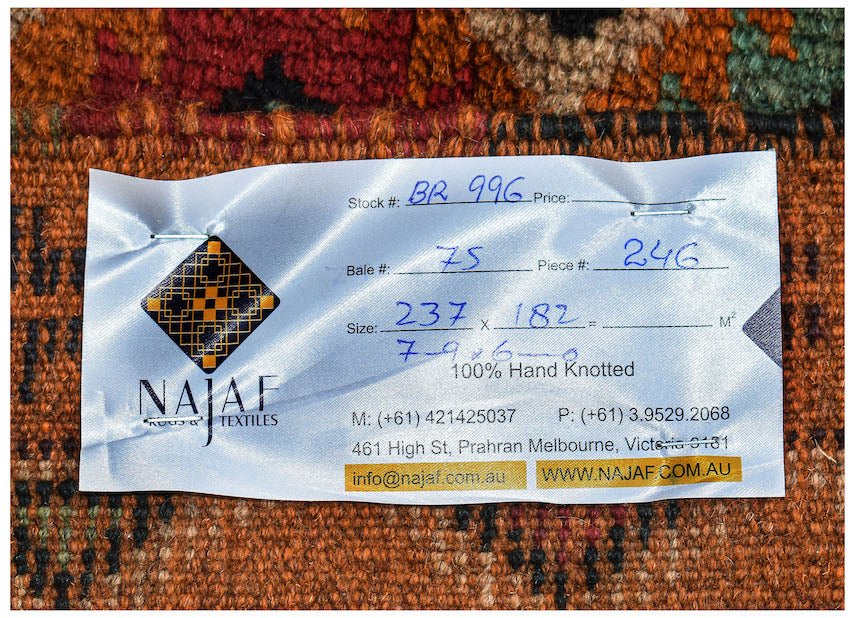 NAJAF
RUGS & TEXTILES
Stock #: BR 996 Price:
Bale #: 75 Piece #: 246
Size: 237 X 182 = M²
7-9 x 6-0
100% Hand Knotted
M: (+61) 421425037 P: (+61) 3.9529.2068
461 High St, Prahran Melbourne, Victoria 3181
info@najaf.com.au WWW.NAJAF.COM.AU